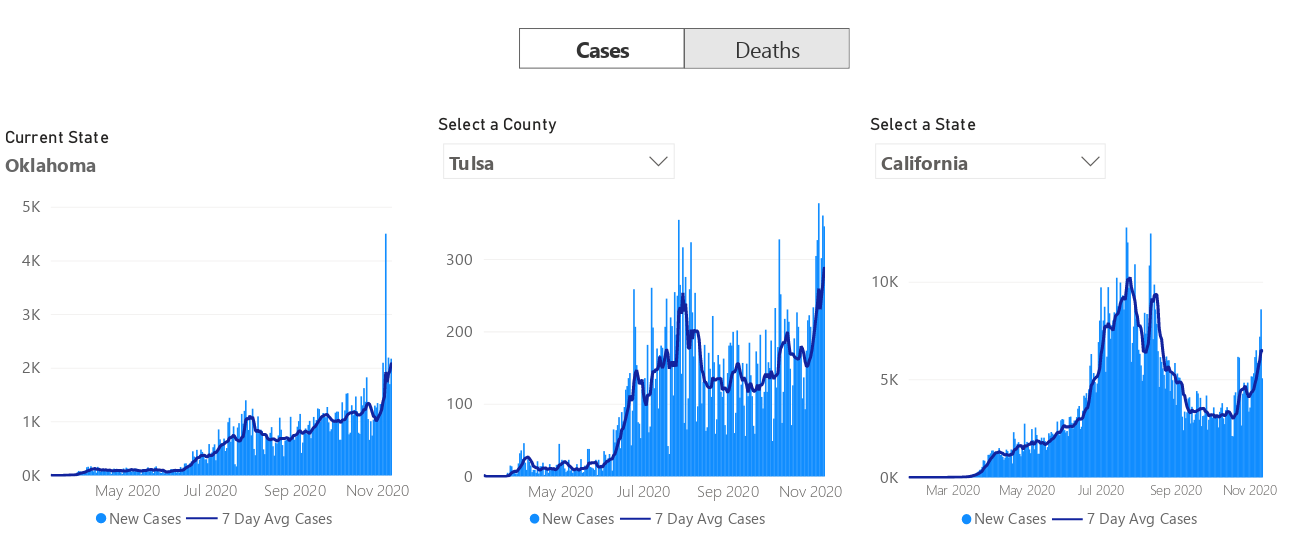 Cases Deaths
Current State
Oklahoma
5K
4K
3K
2K
1K
0K
May 2020 Jul 2020 Sep 2020 Nov 2020
New Cases 7 Day Avg Cases
Select a County
Tulsa
300
200
100
0
May 2020 Jul 2020 Sep 2020 Nov 2020
New Cases 7 Day Avg Cases
Select a State
California
10K
5K
0K
Mar 2020 May 2020 Jul 2020 Sep 2020 Nov 2020
New Cases 7 Day Avg Cases